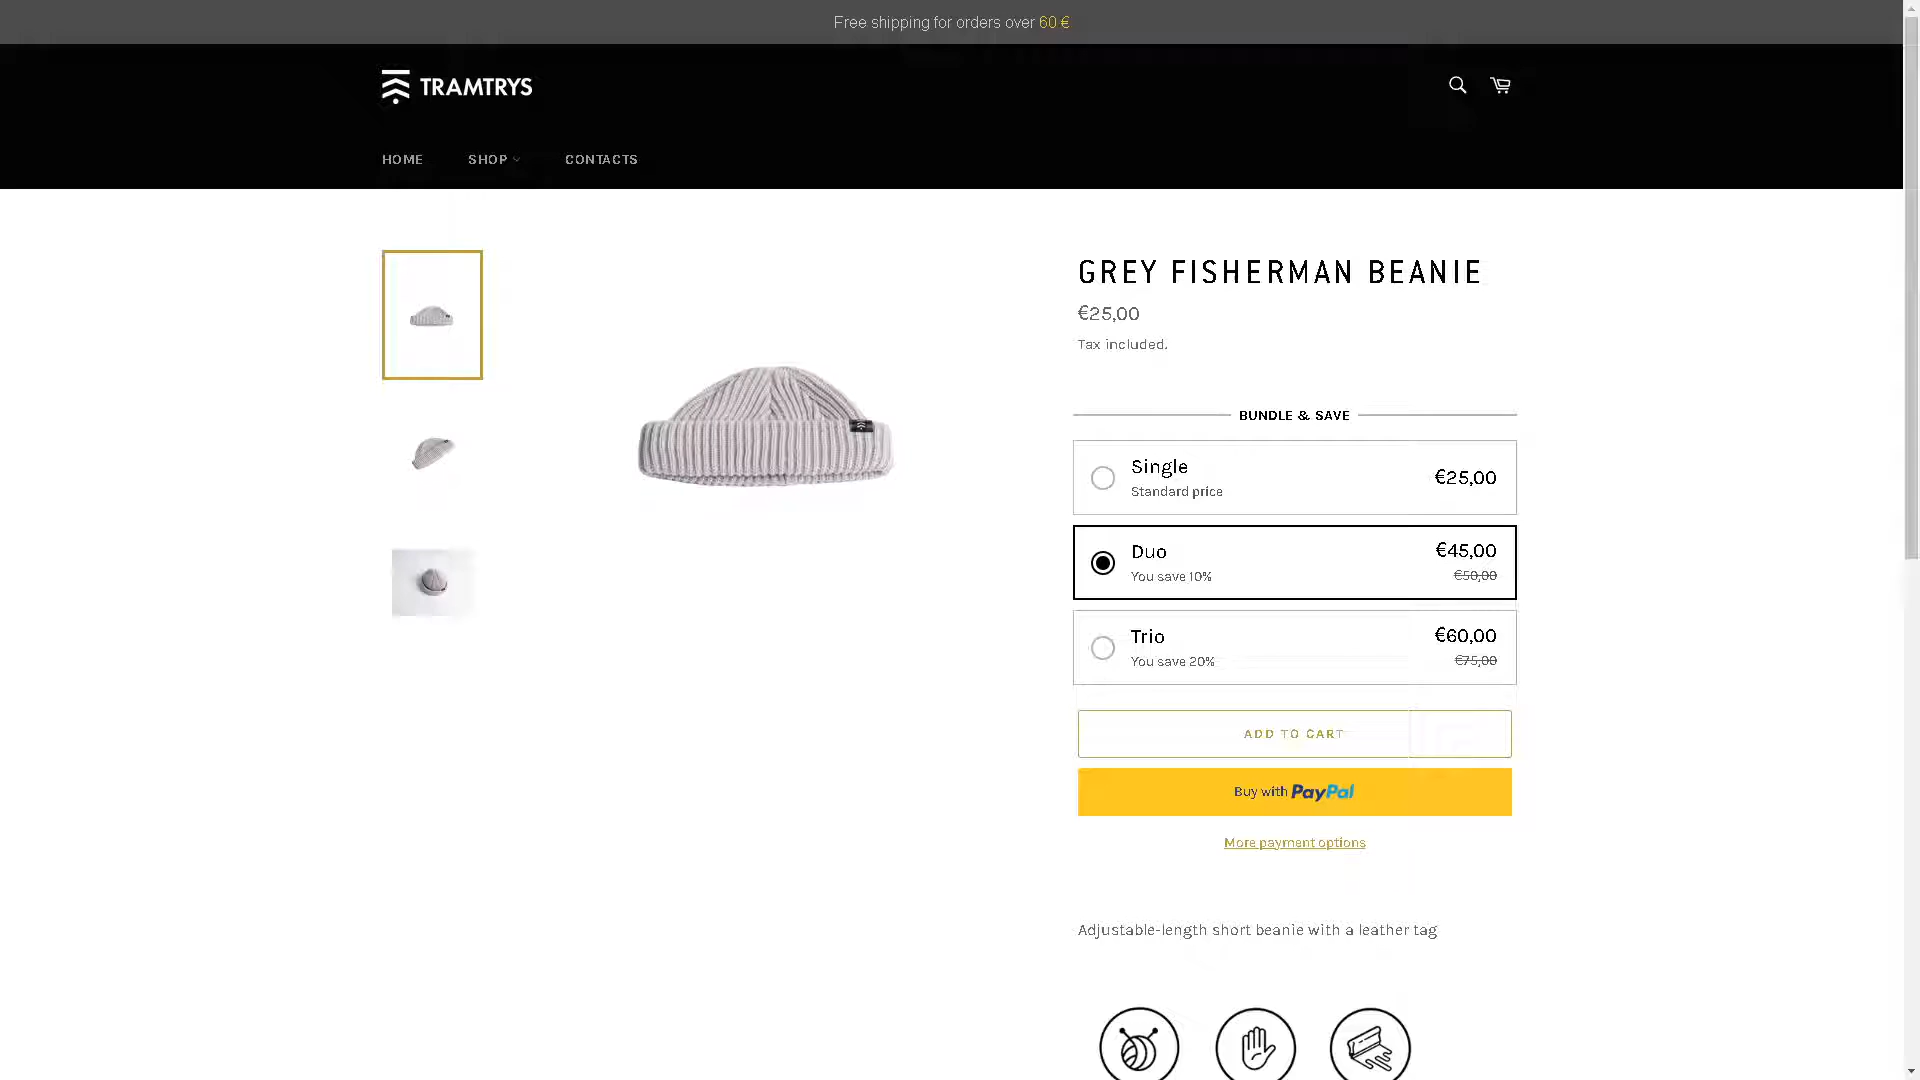 Free shipping for orders over 60 €
TRAMTRYS
HOME
SHOP
CONTACTS
GREY FISHERMAN BEANIE
€25,00
Tax included.
BUNDLE & SAVE
Single
Standard price
€25,00
Duo
You save 10%
€45,00
€50,00
Trio
You save 20%
€60,00
€75,00
ADD TO CART
Buy with PayPal
More payment options
Adjustable-length short beanie with a leather tag